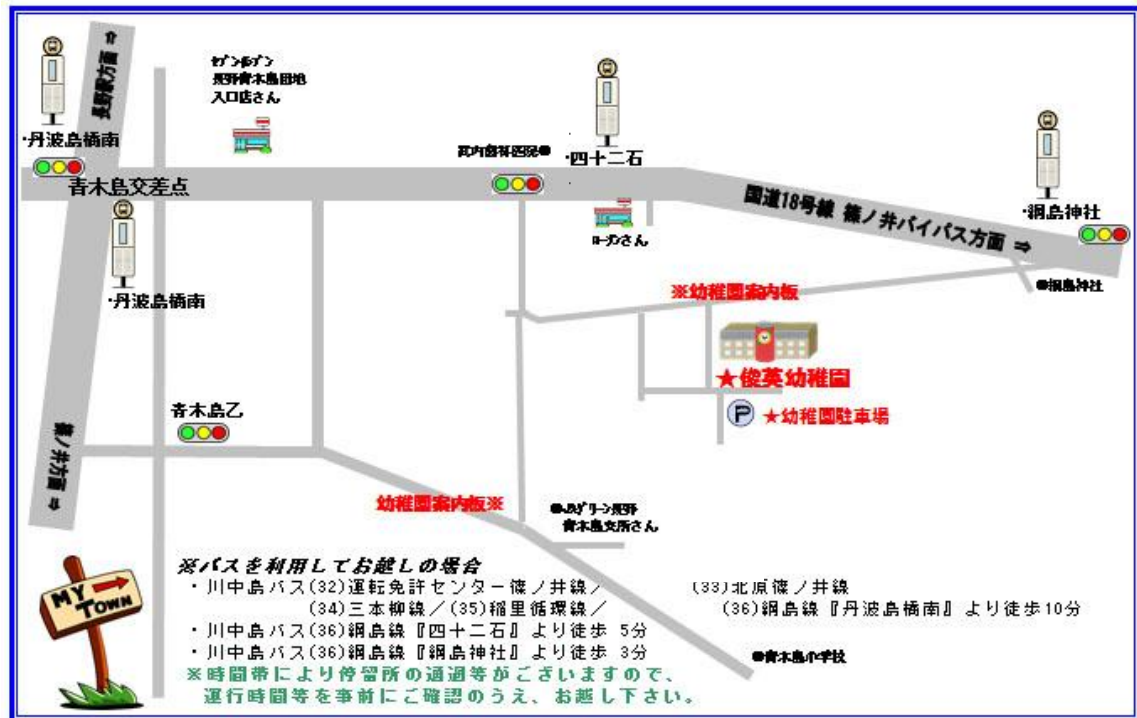 長野駅方面 ⇒
・丹波島橋南
青木島交差点
・丹波島橋南
セブンイレブン
長野青木島団地
入口店さん
武内歯科医院●
・四十二石
ローソンさん
国道18号線 篠ノ井バイパス方面 ⇒
・綱島神社
●綱島神社
※幼稚園案内板
★俊英幼稚園
P ★幼稚園駐車場
青木島乙
篠ノ井方面 ⇒
幼稚園案内板※
●JAグリーン長野
青木島支所さん
●青木島小学校
MY TOWN
※バスを利用してお越しの場合
・川中島バス(32)運転免許センター篠ノ井線／ (33)北原篠ノ井線
(34)三本柳線／(35)稲里循環線／ (36)綱島線『丹波島橋南』より徒歩10分
・川中島バス(36)綱島線『四十二石』より徒歩 5分
・川中島バス(36)綱島線『綱島神社』より徒歩 3分
※時間帯により停留所の通過等がございますので、
運行時間等を事前にご確認のうえ、お越し下さい。